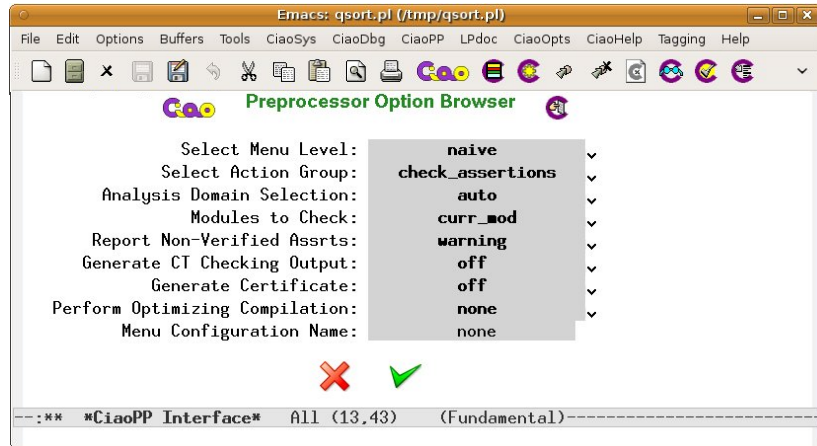 Emacs: qsort.pl (/tmp/qsort.pl)
File Edit Options Buffers Tools CiaoSys CiaoDbg CiaoPP LPdoc CiaoOpts CiaoHelp Tagging Help
Ciao
Ciao Preprocessor Option Browser
Select Menu Level: naive
Select Action Group: check_assertions
Analysis Domain Selection: auto
Modules to Check: curr_mod
Report Non-Verified Assrts: warning
Generate CT Checking Output: off
Generate Certificate: off
Perform Optimizing Compilation: none
Menu Configuration Name: none
--:** *CiaoPP Interface* All (13,43) (Fundamental)--------------------------